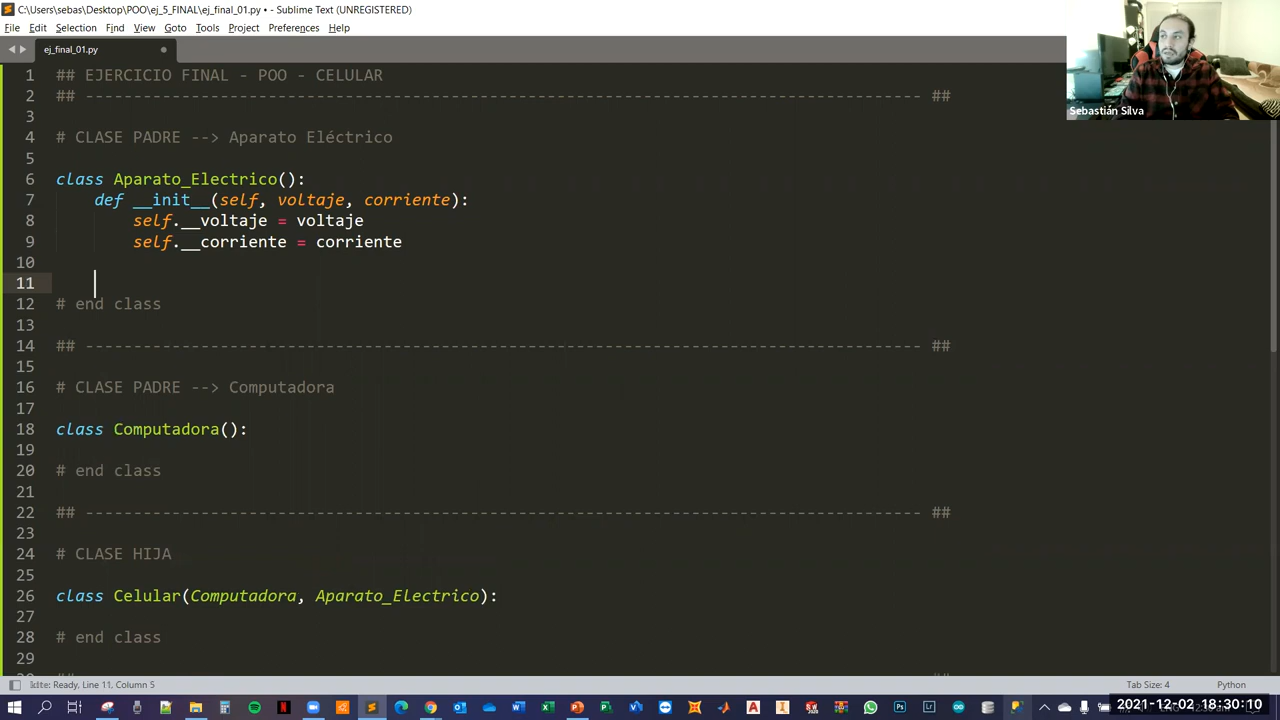 C:\Users\sebas\Desktop\POO\ej_5_FINAL\ej_final_01.py • - Sublime Text (UNREGISTERED)
File Edit Selection Find View Goto Tools Project Preferences Help
ej_final_01.py
Sebastián Silva
1 ## EJERCICIO FINAL - POO - CELULAR
2 ## --------------------------------------------------------------------------------------- ##
3
4 # CLASE PADRE --> Aparato Eléctrico
5
6 class Aparato_Electrico():
7 def __init__(self, voltaje, corriente):
8 self.__voltaje = voltaje
9 self.__corriente = corriente
10
11
12 # end class
13
14 ## --------------------------------------------------------------------------------------- ##
15
16 # CLASE PADRE --> Computadora
17
18 class Computadora():
19
20 # end class
21
22 ## --------------------------------------------------------------------------------------- ##
23
24 # CLASE HIJA
25
26 class Celular(Computadora, Aparato_Electrico):
27
28 # end class
29
Ready, Line 11, Column 5
Tab Size: 4 Python
2021-12-02 18:30:10